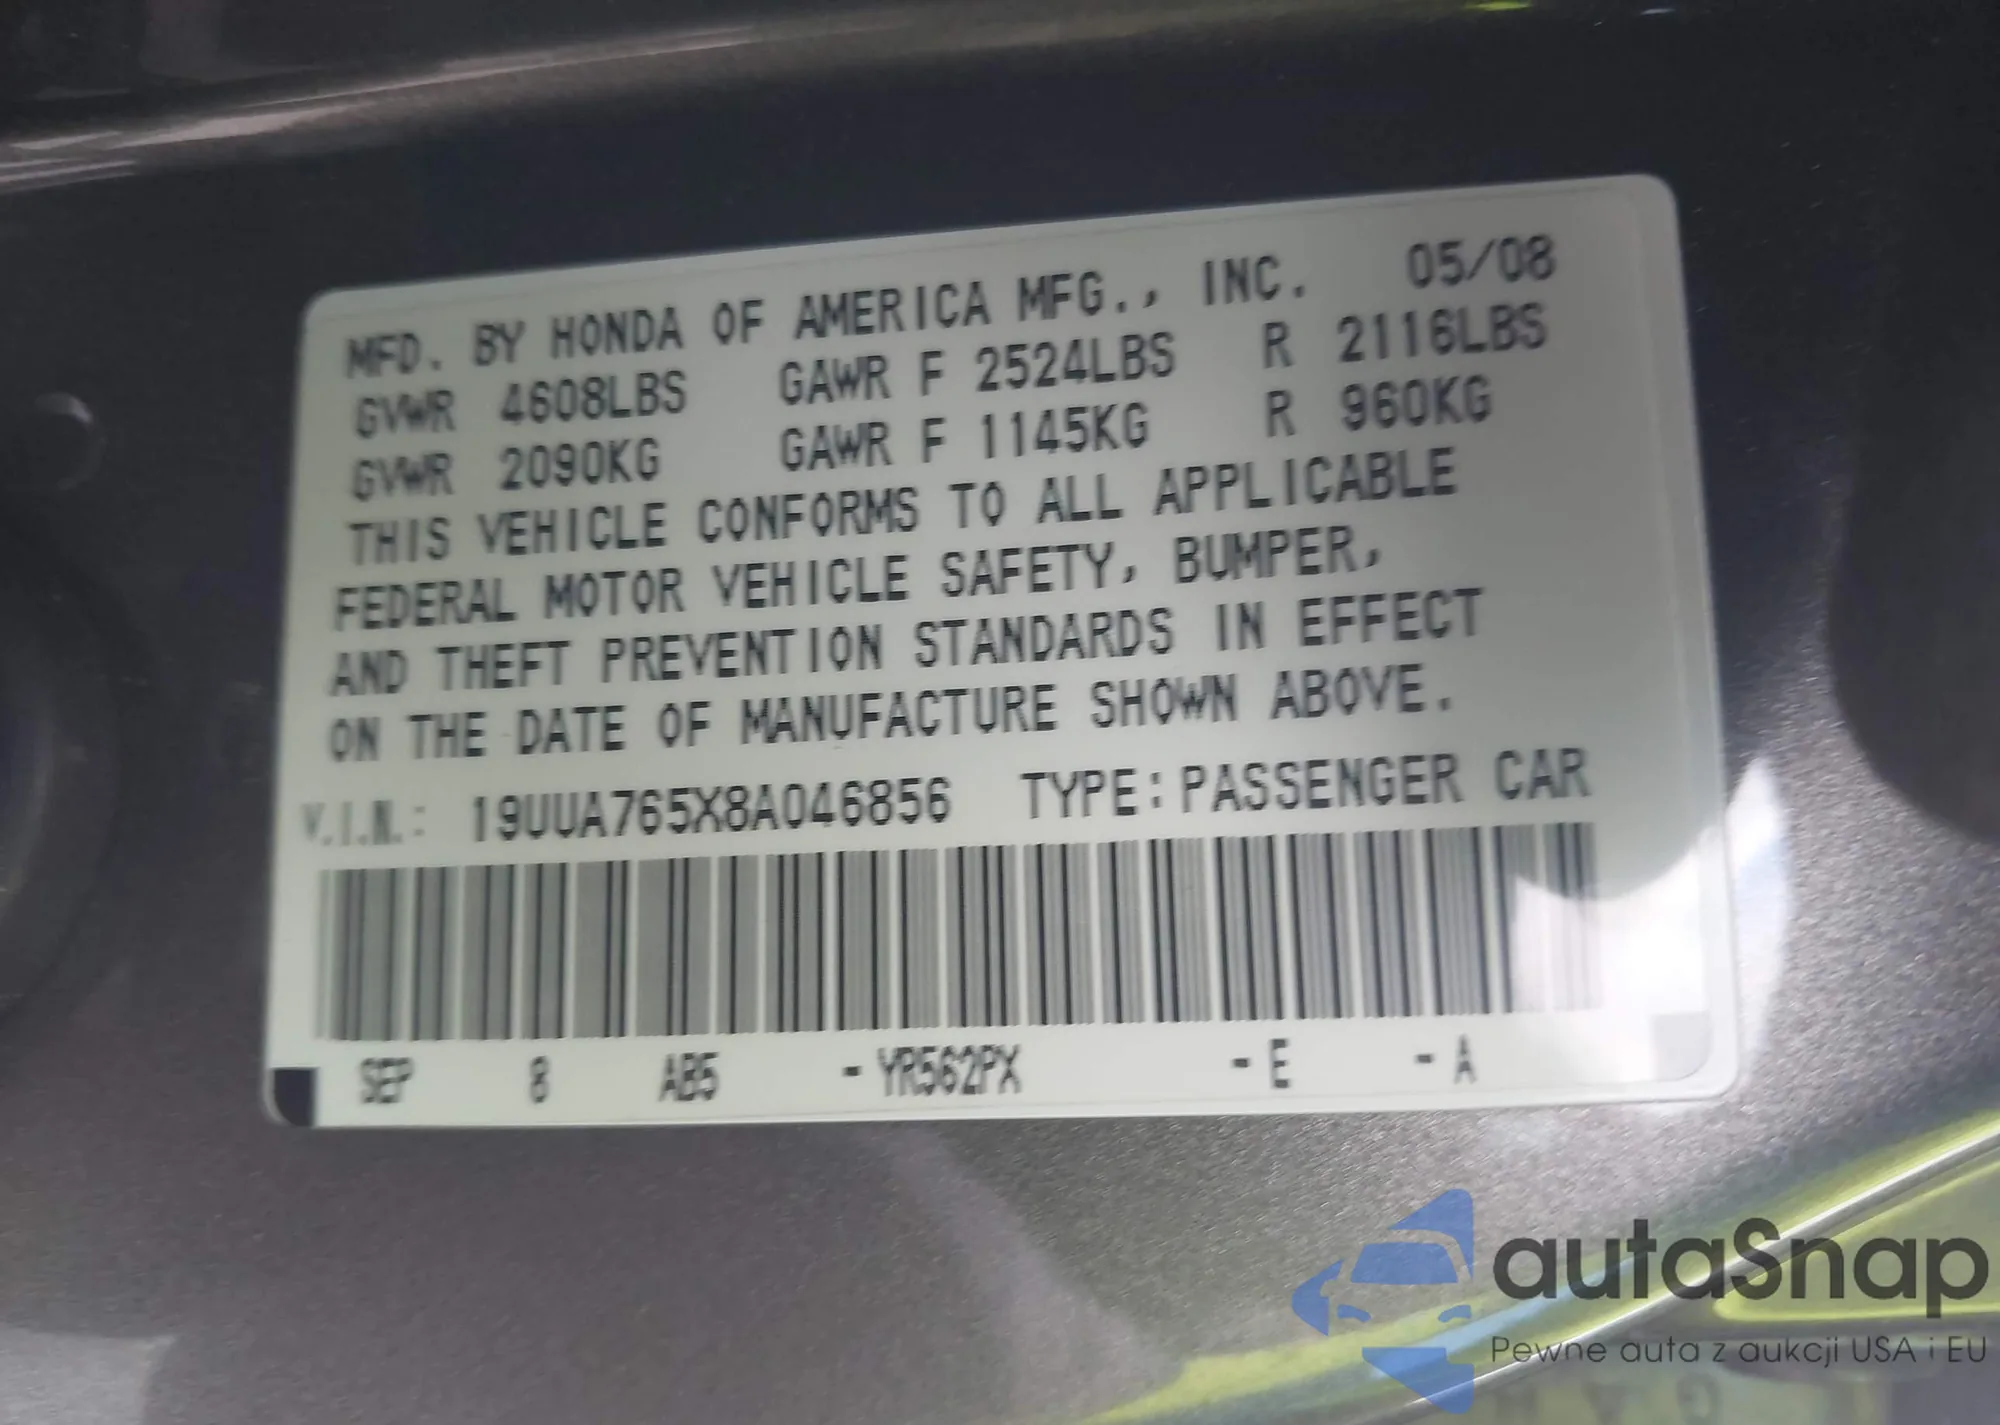 MFD. BY HONDA OF AMERICA MFG., INC. 05/08
GVWR 4608LBS GAWR F 2524LBS R 2116LBS
GVWR 2090KG GAWR F 1145KG R 960KG
THIS VEHICLE CONFORMS TO ALL APPLICABLE
FEDERAL MOTOR VEHICLE SAFETY, BUMPER,
AND THEFT PREVENTION STANDARDS IN EFFECT
ON THE DATE OF MANUFACTURE SHOWN ABOVE.
V.I.N.: 19UUA765X8A046856 TYPE: PASSENGER CAR
SEP 8 AB5 - YR562PX - E - A
autaSnap
Pewne auta z aukcji USA i EU